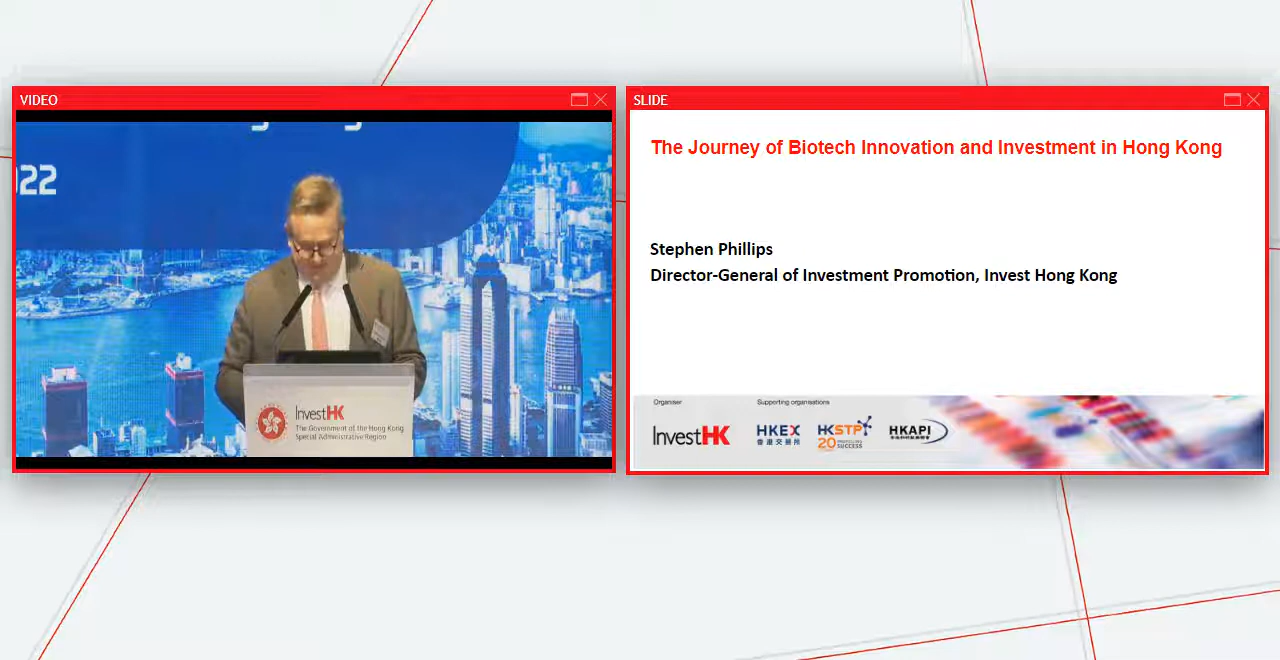 VIDEO
022
InvestHK
The Government of the Hong Kong
Special Administrative Region
SLIDE
The Journey of Biotech Innovation and Investment in Hong Kong
Stephen Phillips
Director-General of Investment Promotion, Invest Hong Kong
Organiser
Supporting organisations
InvestHK
HKEX
香港交易所
HKSTP
20 PROPELLING
SUCCESS
HKAPI